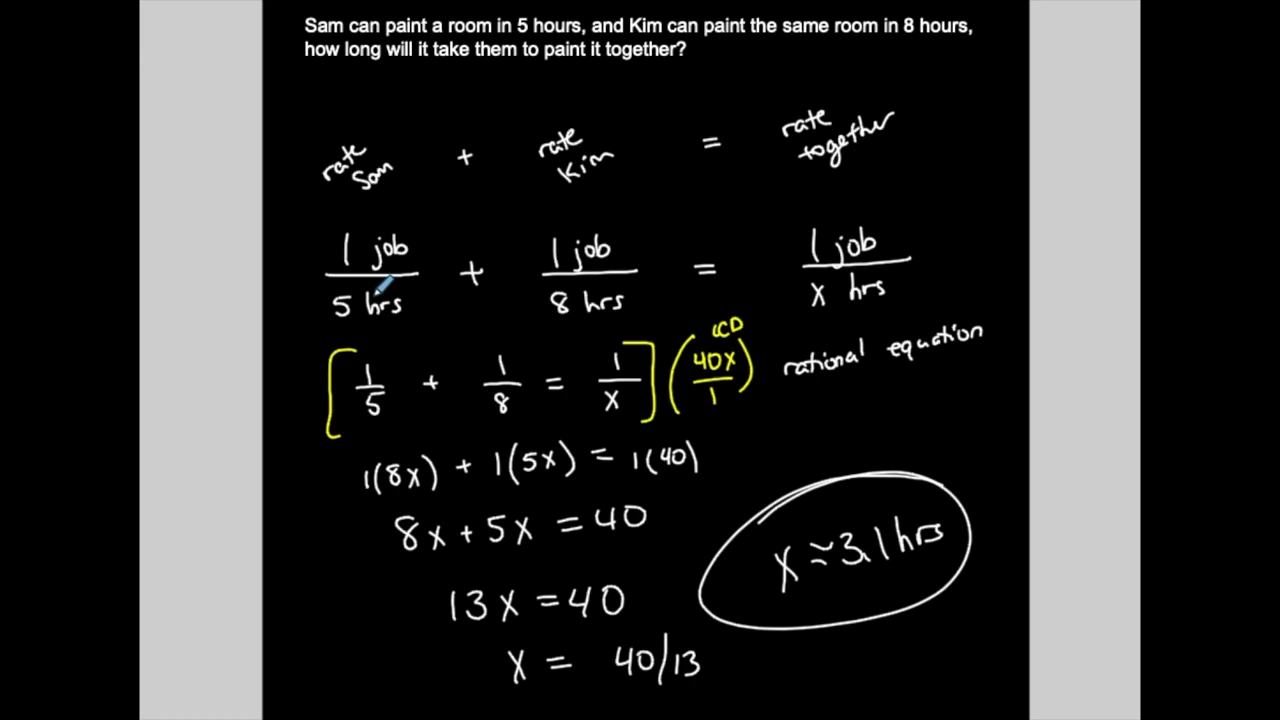 Sam can paint a room in 5 hours, and Kim can paint the same room in 8 hours,
how long will it take them to paint it together?
rate Sam + rate Kim = rate together
1 job / 5 hrs + 1 job / 8 hrs = 1 job / x hrs
[1/5 + 1/8 = 1/x] (40x/1) LCD rational equation
1(8x) + 1(5x) = 1(40)
8x + 5x = 40
13x = 40
x = 40/13
x ≈ 3.1 hrs